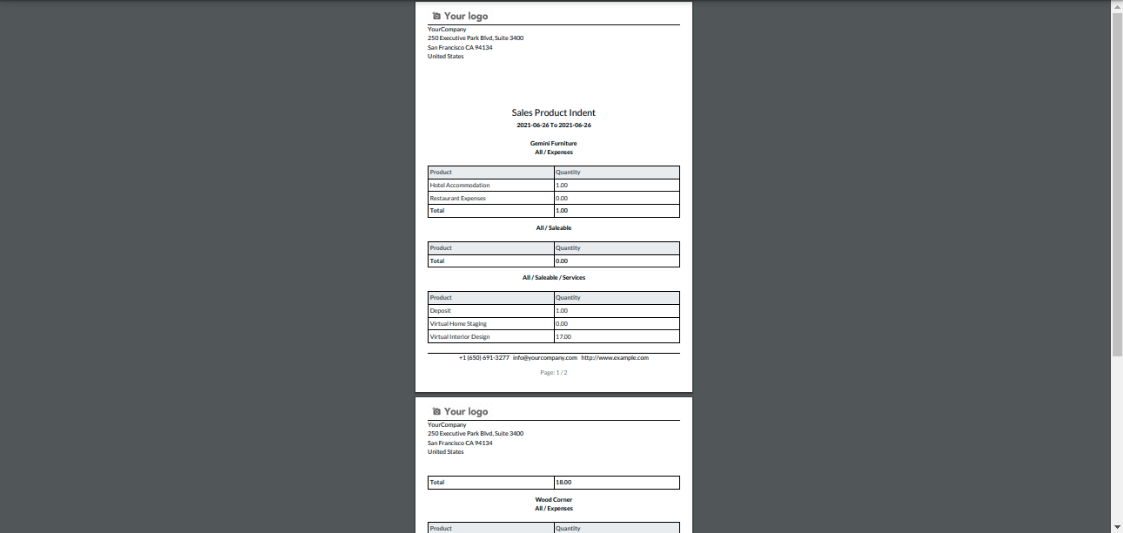 Your logo
YourCompany
250 Executive Park Blvd, Suite 3400
San Francisco CA 94134
United States
Sales Product Indent
2021-06-26 To 2021-06-26
Gemini Furniture
All / Expenses
Product Quantity
Hotel Accommodation 1.00
Restaurant Expenses 0.00
Total 1.00
All / Saleable
Product Quantity
Total 0.00
All / Saleable / Services
Product Quantity
Deposit 1.00
Virtual Home Staging 0.00
Virtual Interior Design 17.00
+1 (650) 691-3277 info@yourcompany.com http://www.example.com
Page: 1 / 2
Your logo
YourCompany
250 Executive Park Blvd, Suite 3400
San Francisco CA 94134
United States
Total 18.00
Wood Corner
All / Expenses
Product Quantity